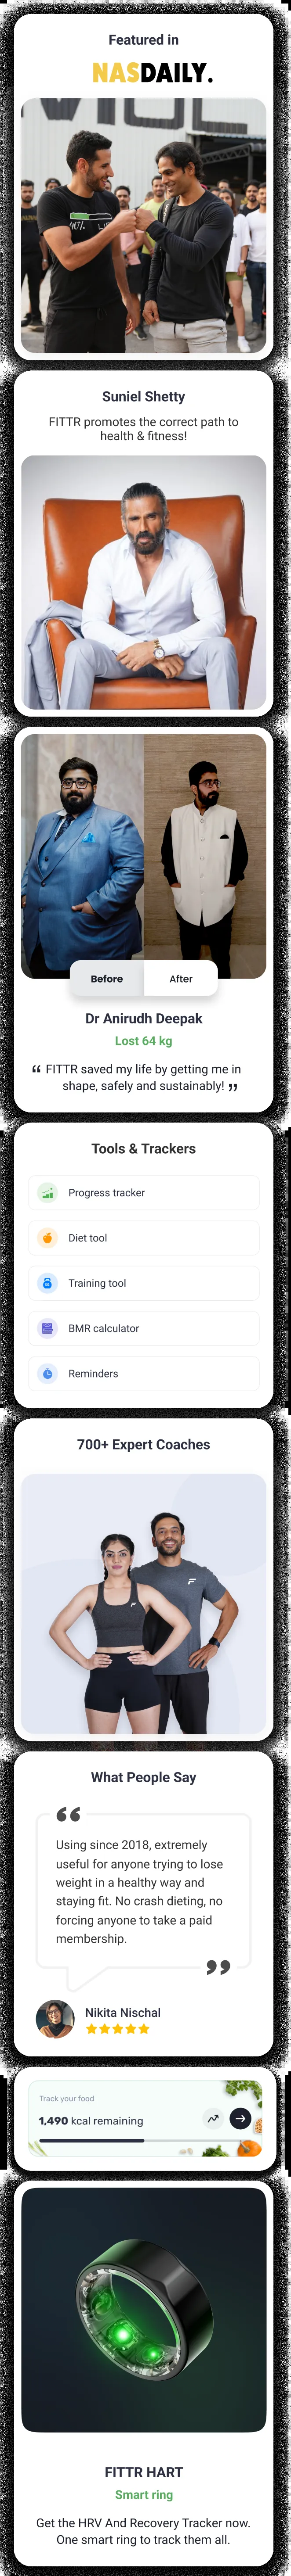 Featured in
NASDAILY.
40%
Suniel Shetty
FITTR promotes the correct path to
health & fitness!
Before
After
Dr Anirudh Deepak
Lost 64 kg
“ FITTR saved my life by getting me in
shape, safely and sustainably! ”
Tools & Trackers
Progress tracker
Diet tool
Training tool
BMR calculator
Reminders
700+ Expert Coaches
What People Say
“
Using since 2018, extremely
useful for anyone trying to lose
weight in a healthy way and
staying fit. No crash dieting, no
forcing anyone to take a paid
membership.
”
Nikita Nischal
Track your food
1,490 kcal remaining
FITTR HART
Smart ring
Get the HRV And Recovery Tracker now.
One smart ring to track them all.